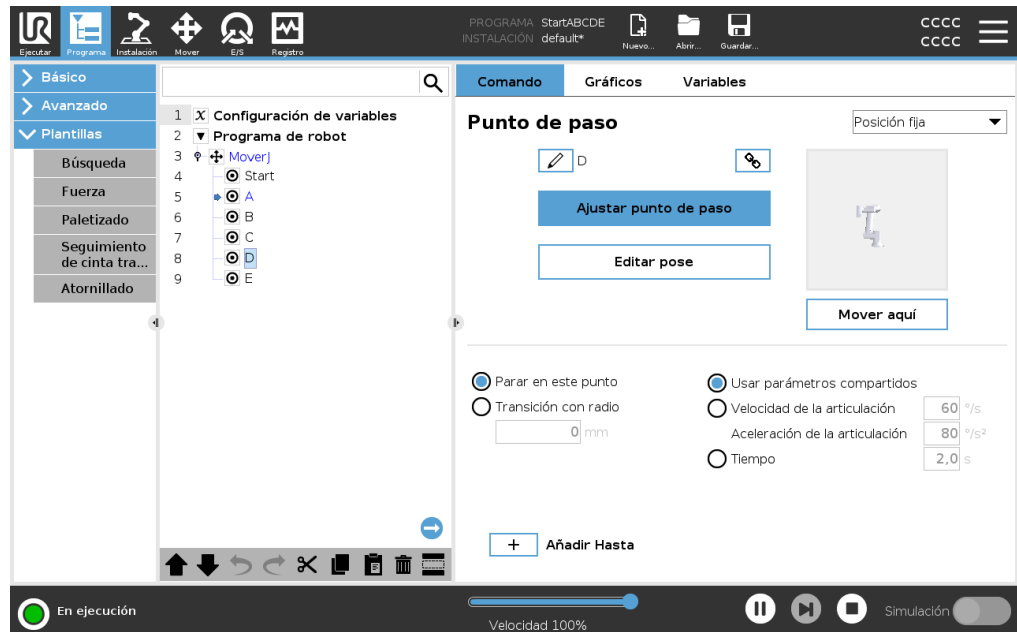 PROGRAMA StartABCDE
INSTALACIÓN default*
Ejecutar
Programa
Instalación
Mover
E/S
Registro
Nuevo...
Abrir...
Guardar...
CCCC
CCCC
Básico
Avanzado
Plantillas
Búsqueda
Fuerza
Paletizado
Seguimiento
de cinta tra...
Atornillado
1 X Configuración de variables
2 Programa de robot
3 MoverJ
4 Start
5 A
6 B
7 C
8 D
9 E
Comando Gráficos Variables
Punto de paso
Posición fija
D
Ajustar punto de paso
Editar pose
Mover aquí
Parar en este punto
Transición con radio
0 mm
Usar parámetros compartidos
Velocidad de la articulación 60 °/s
Aceleración de la articulación 80 °/s²
Tiempo 2,0 s
+ Añadir Hasta
En ejecución
Velocidad 100%
Simulación